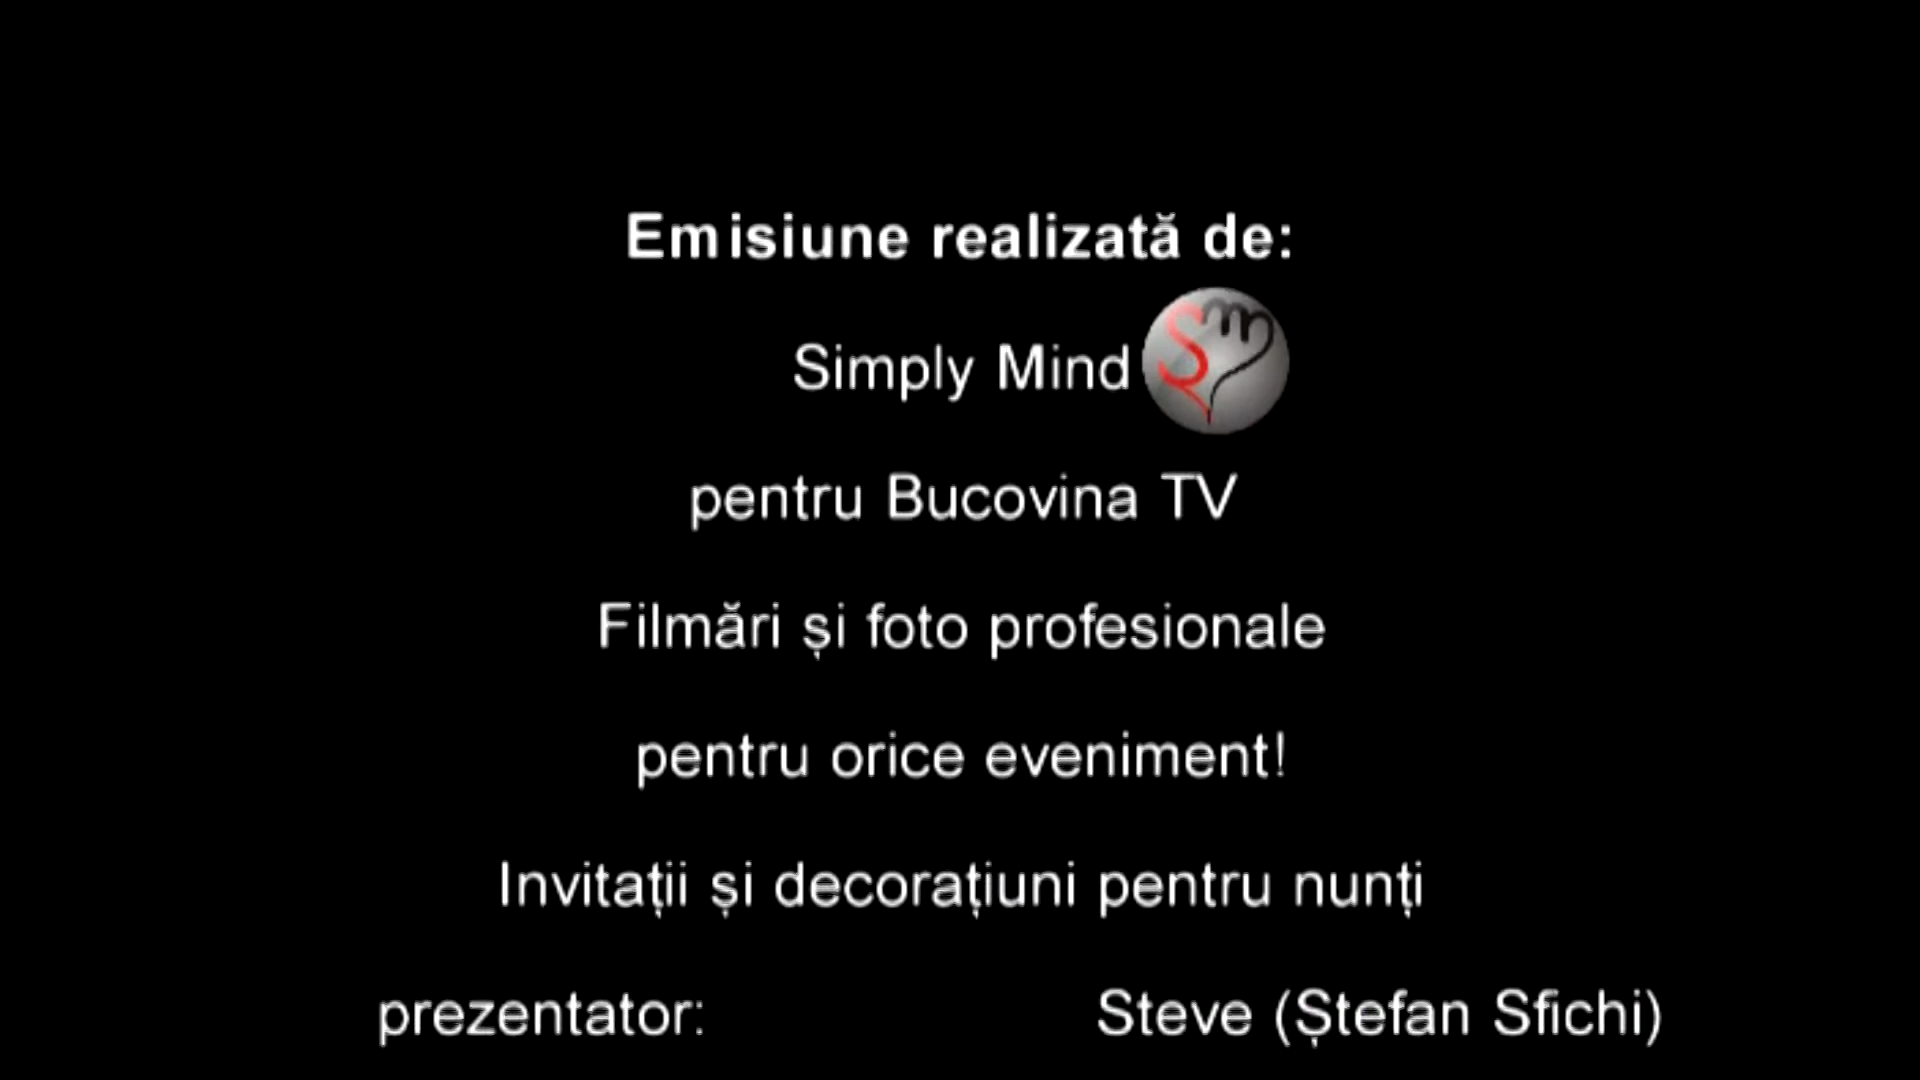 Emisiune realizată de:
Simply Mind
pentru Bucovina TV
Filmări și foto profesionale
pentru orice eveniment!
Invitații și decorațiuni pentru nunți
prezentator: Steve (Ștefan Sfichi)